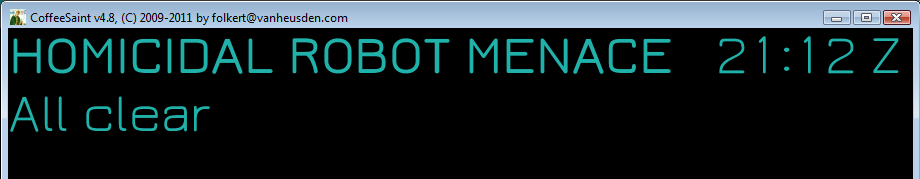 CoffeeSaint v4.8, (C) 2009-2011 by folkert@vanheusden.com
HOMICIDAL ROBOT MENACE 21:12 Z
All clear